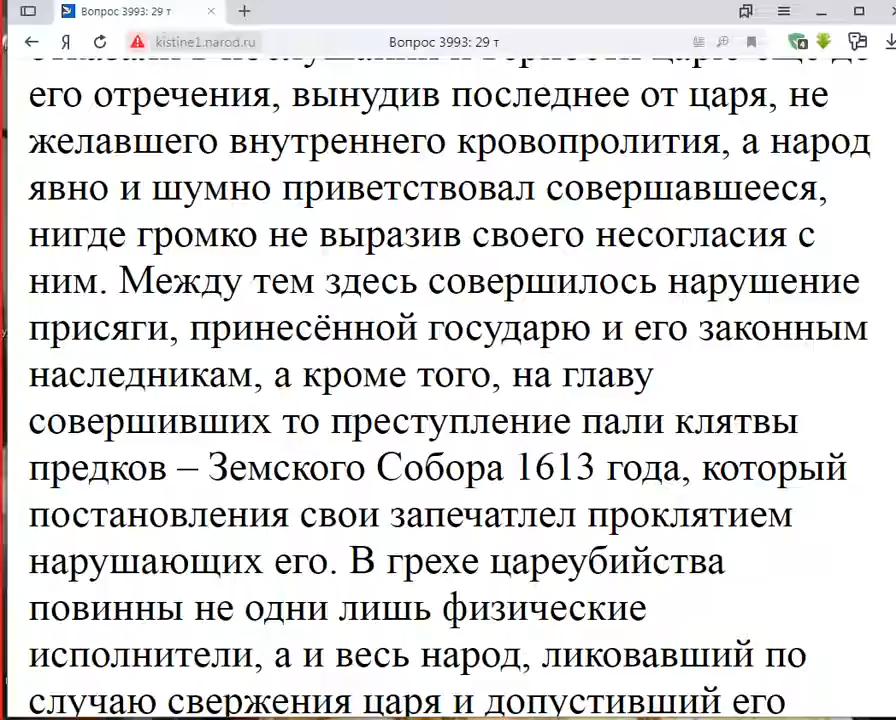 Вопрос 3993: 29 т
kistine1.narod.ru
Вопрос 3993: 29 т
его отречения, вынудив последнее от царя, не
желавшего внутреннего кровопролития, а народ
явно и шумно приветствовал совершавшееся,
нигде громко не выразив своего несогласия с
ним. Между тем здесь совершилось нарушение
присяги, принесённой государю и его законным
наследникам, а кроме того, на главу
совершивших то преступление пали клятвы
предков – Земского Собора 1613 года, который
постановления свои запечатлел проклятием
нарушающих его. В грехе цареубийства
повинны не одни лишь физические
исполнители, а и весь народ, ликовавший по
случаю свержения царя и допустивший его